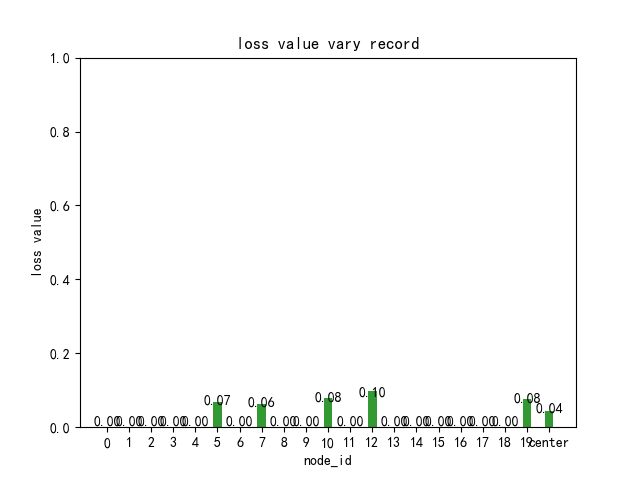 loss value vary record
1.0
0.8
0.6
0.4
0.2
0.0
loss value
0.00 0.00 0.00 0.00 0.00 0.07 0.00 0.06 0.00 0.00 0.08 0.00 0.10 0.00 0.00 0.00 0.00 0.00 0.00 0.08 0.04
0 1 2 3 4 5 6 7 8 9 10 11 12 13 14 15 16 17 18 19 center
node_id